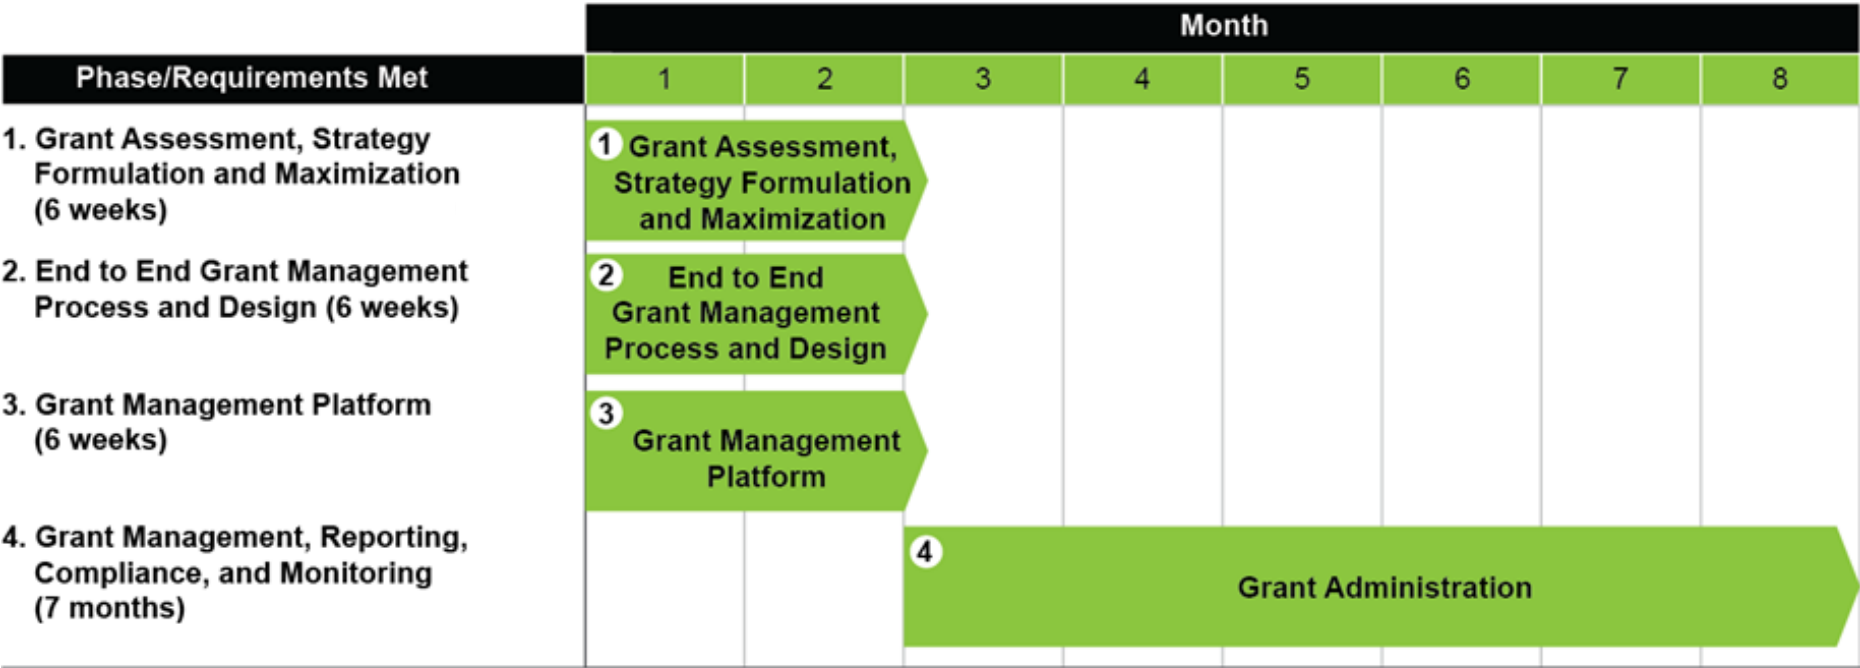 Month
Phase/Requirements Met
1 2 3 4 5 6 7 8
1. Grant Assessment, Strategy
Formulation and Maximization
(6 weeks)
1 Grant Assessment,
Strategy Formulation
and Maximization
2. End to End Grant Management
Process and Design (6 weeks)
2 End to End
Grant Management
Process and Design
3. Grant Management Platform
(6 weeks)
3
Grant Management
Platform
4. Grant Management, Reporting,
Compliance, and Monitoring
(7 months)
4
Grant Administration